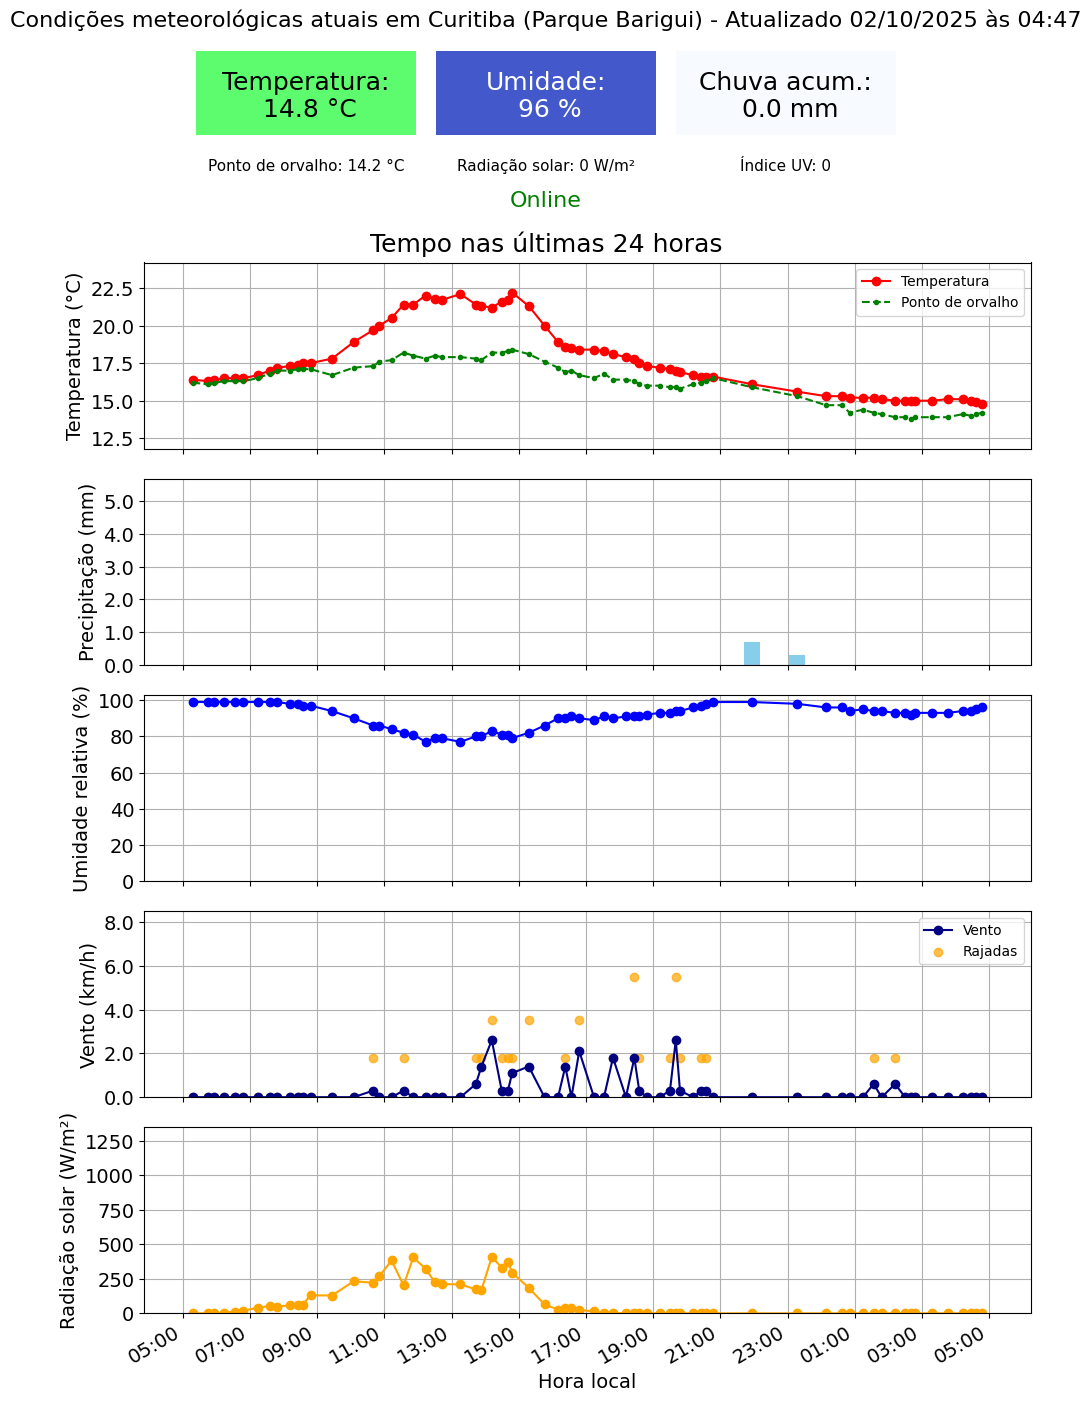 Condições meteorológicas atuais em Curitiba (Parque Barigui) - Atualizado 02/10/2025 às 04:47
Temperatura:
14.8 °C
Umidade:
96 %
Chuva acum.:
0.0 mm
Ponto de orvalho: 14.2 °C
Radiação solar: 0 W/m²
Índice UV: 0
Online
Tempo nas últimas 24 horas
Temperatura (°C)
22.5
20.0
17.5
15.0
12.5
Temperatura
Ponto de orvalho
Precipitação (mm)
5.0
4.0
3.0
2.0
1.0
0.0
Umidade relativa (%)
100
80
60
40
20
0
Vento (km/h)
8.0
6.0
4.0
2.0
0.0
Vento
Rajadas
Radiação solar (W/m²)
1250
1000
750
500
250
0
05:00
07:00
09:00
11:00
13:00
15:00
17:00
19:00
21:00
23:00
01:00
03:00
05:00
Hora local